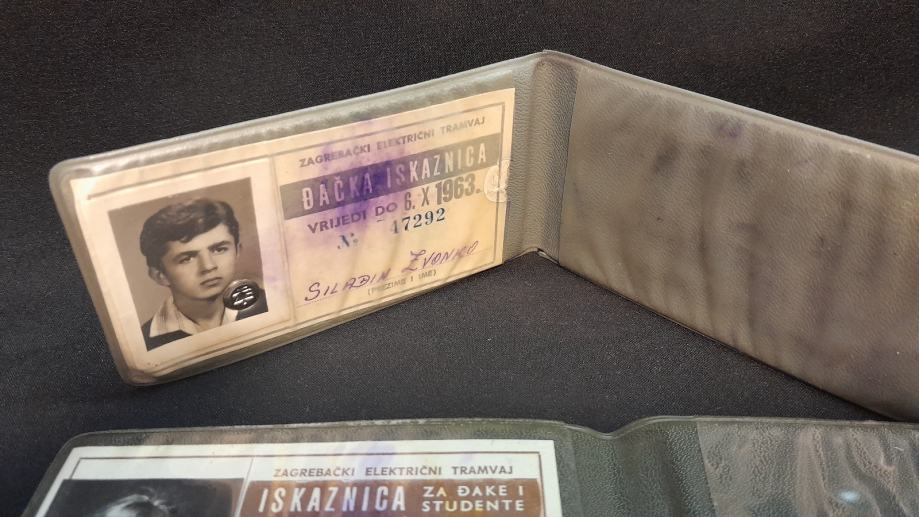 ZAGREBAČKI ELEKTRIČNI TRAMVAJ
ĐAČKA ISKAZNICA
VRIJEDI DO 6. X 1963.
№ 47292
SILAĐIN ZVONKO
(PREZIME I IME)
ZAGREBAČKI ELEKTRIČNI TRAMVAJ
ISKAZNICA ZA ĐAKE I
STUDENTE